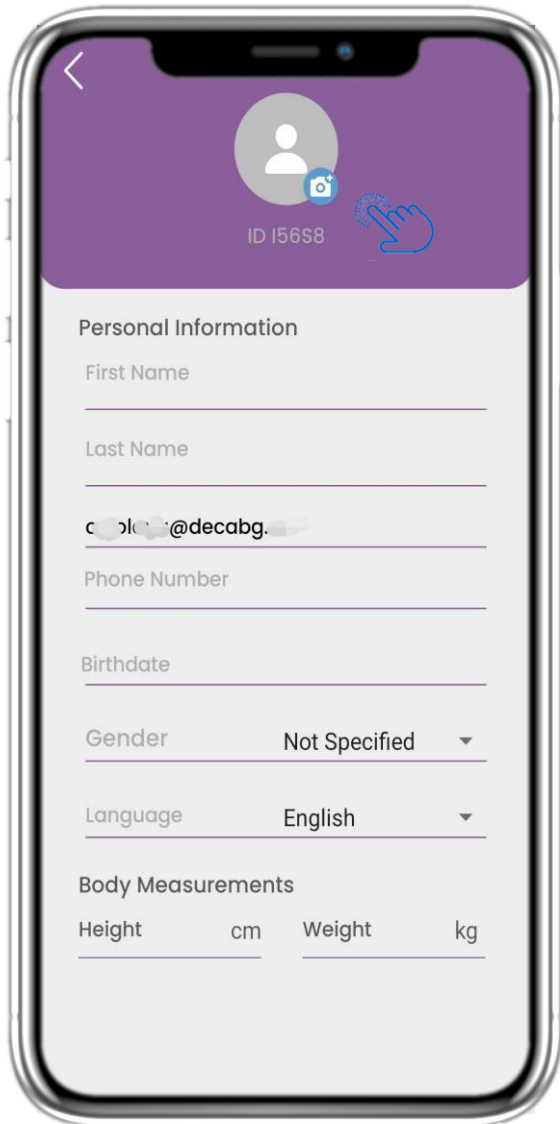 ID I56S8
Personal Information
First Name
Last Name
@decabg.
Phone Number
Birthdate
Gender Not Specified
Language English
Body Measurements
Height cm Weight kg